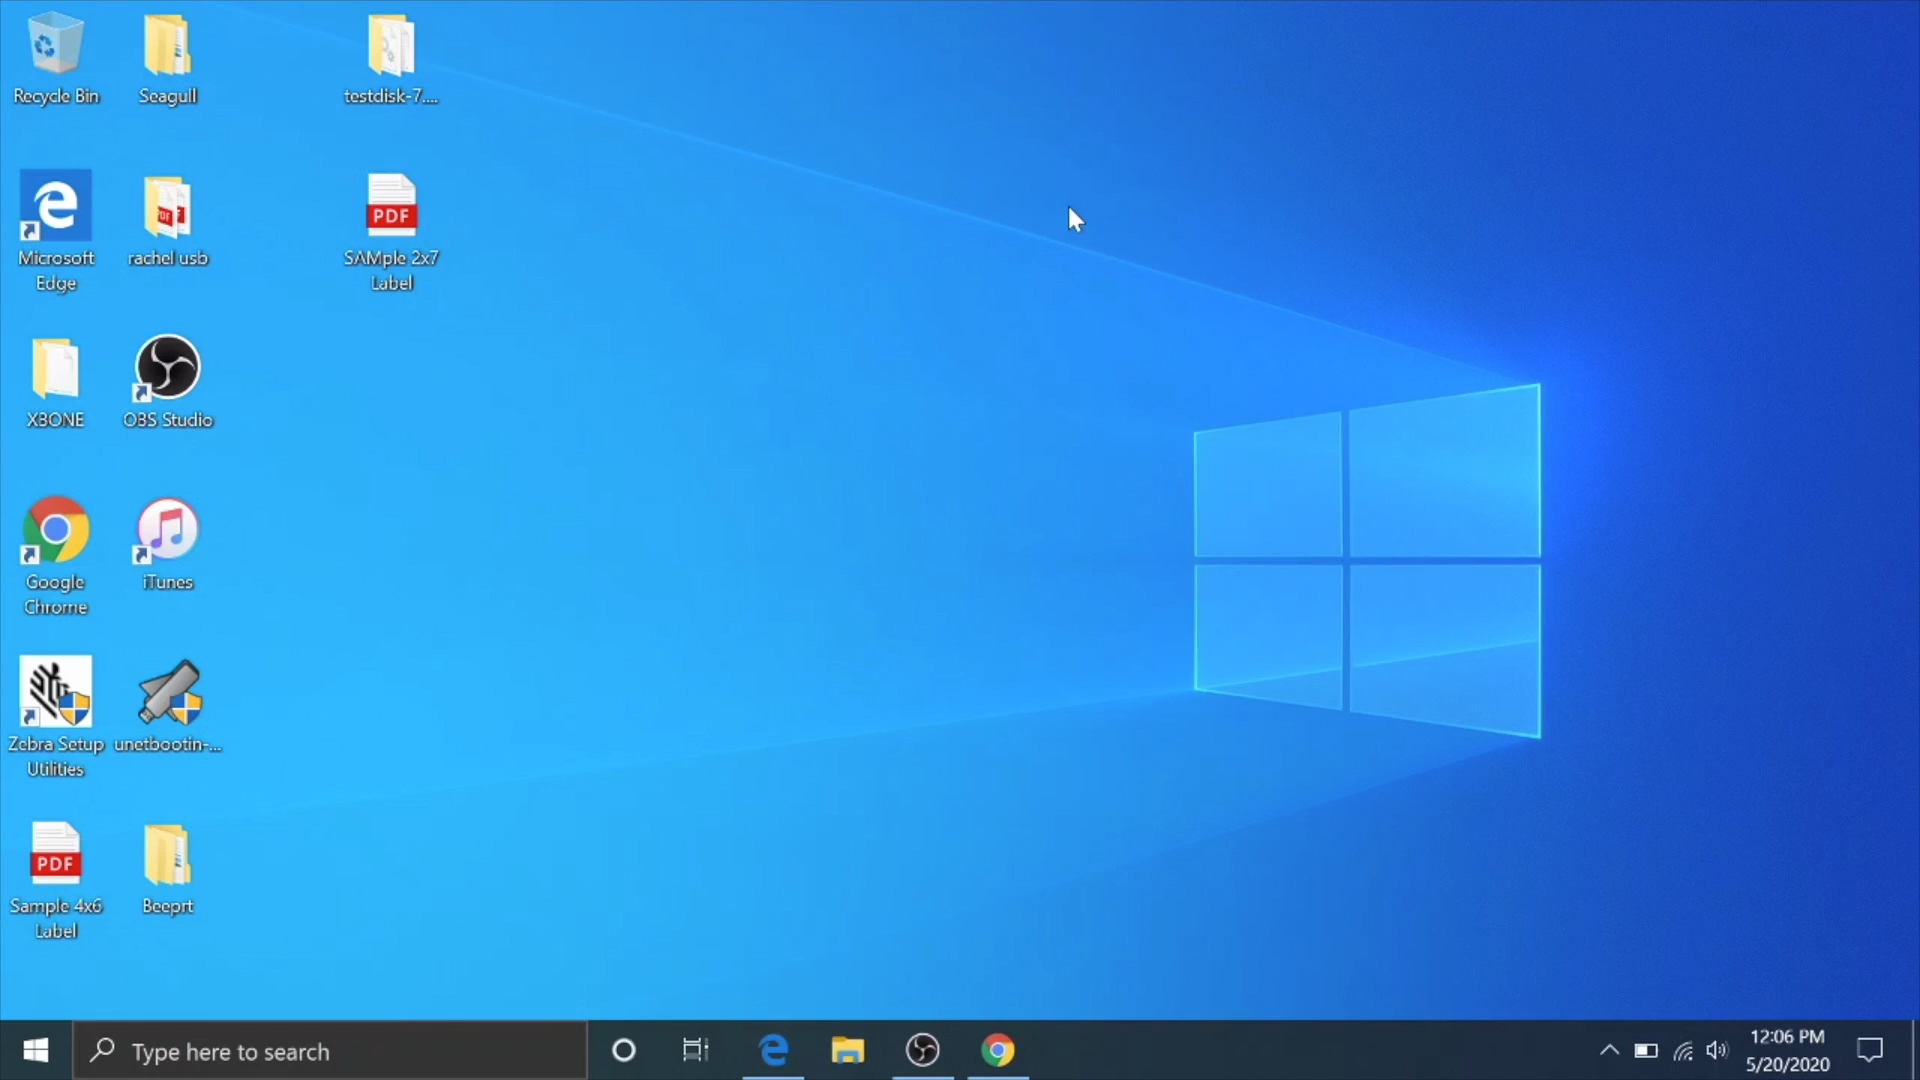 Recycle Bin
Seagull
testdisk-7....
Microsoft
Edge
rachel usb
PDF
SAMple 2x7
Label
XBONE
OBS Studio
Google
Chrome
iTunes
Zebra Setup
Utilities
unetbootin-...
PDF
Sample 4x6
Label
Beeprt
Type here to search
12:06 PM
5/20/2020